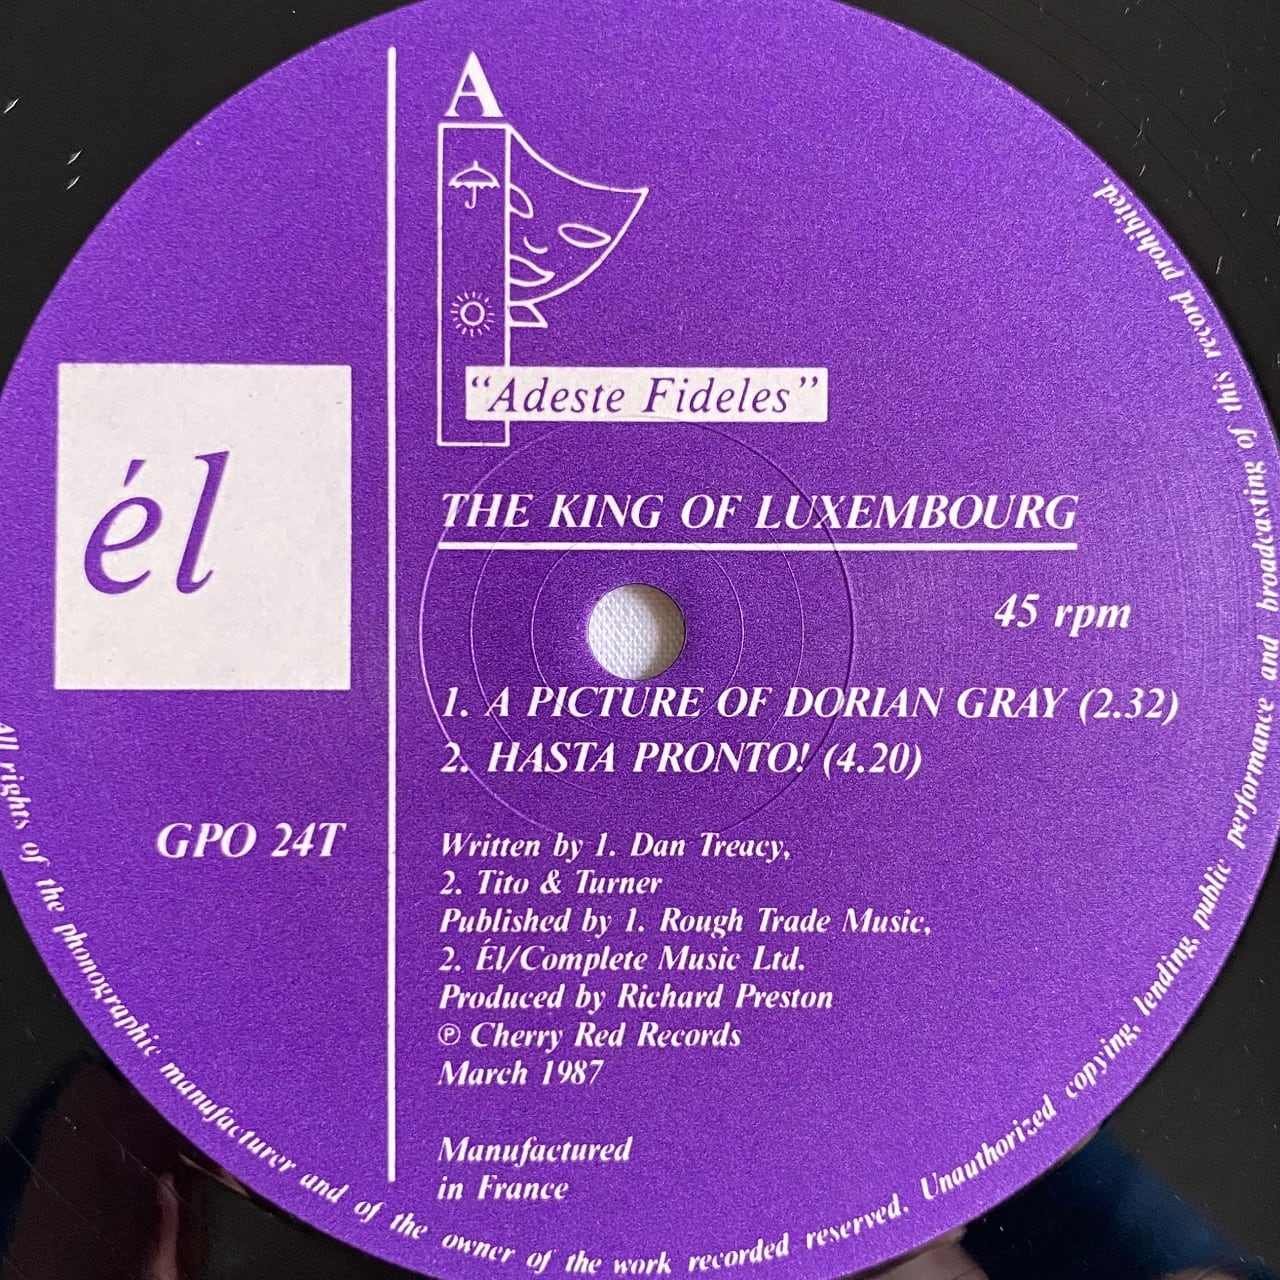 A
"Adeste Fideles"
él
THE KING OF LUXEMBOURG
45 rpm
1. A PICTURE OF DORIAN GRAY (2.32)
2. HASTA PRONTO! (4.20)
GPO 24T
Written by 1. Dan Treacy,
2. Tito & Turner
Published by 1. Rough Trade Music,
2. Él/Complete Music Ltd.
Produced by Richard Preston
℗ Cherry Red Records
March 1987
Manufactured
in France
All rights of the phonographic manufacturer and of the owner of the work recorded reserved. Unauthorized copying, lending, public performance and broadcasting of this record prohibited.